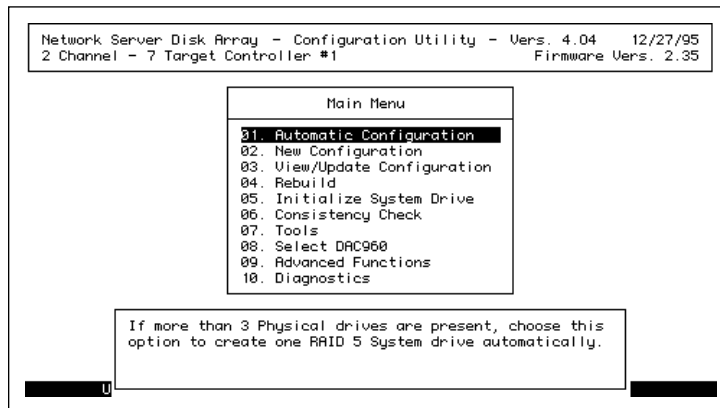 Network Server Disk Array - Configuration Utility - Vers. 4.04 12/27/95
2 Channel - 7 Target Controller #1 Firmware Vers. 2.35
Main Menu
01. Automatic Configuration
02. New Configuration
03. View/Update Configuration
04. Rebuild
05. Initialize System Drive
06. Consistency Check
07. Tools
08. Select DAC960
09. Advanced Functions
10. Diagnostics
If more than 3 Physical drives are present, choose this
option to create one RAID 5 System drive automatically.
U